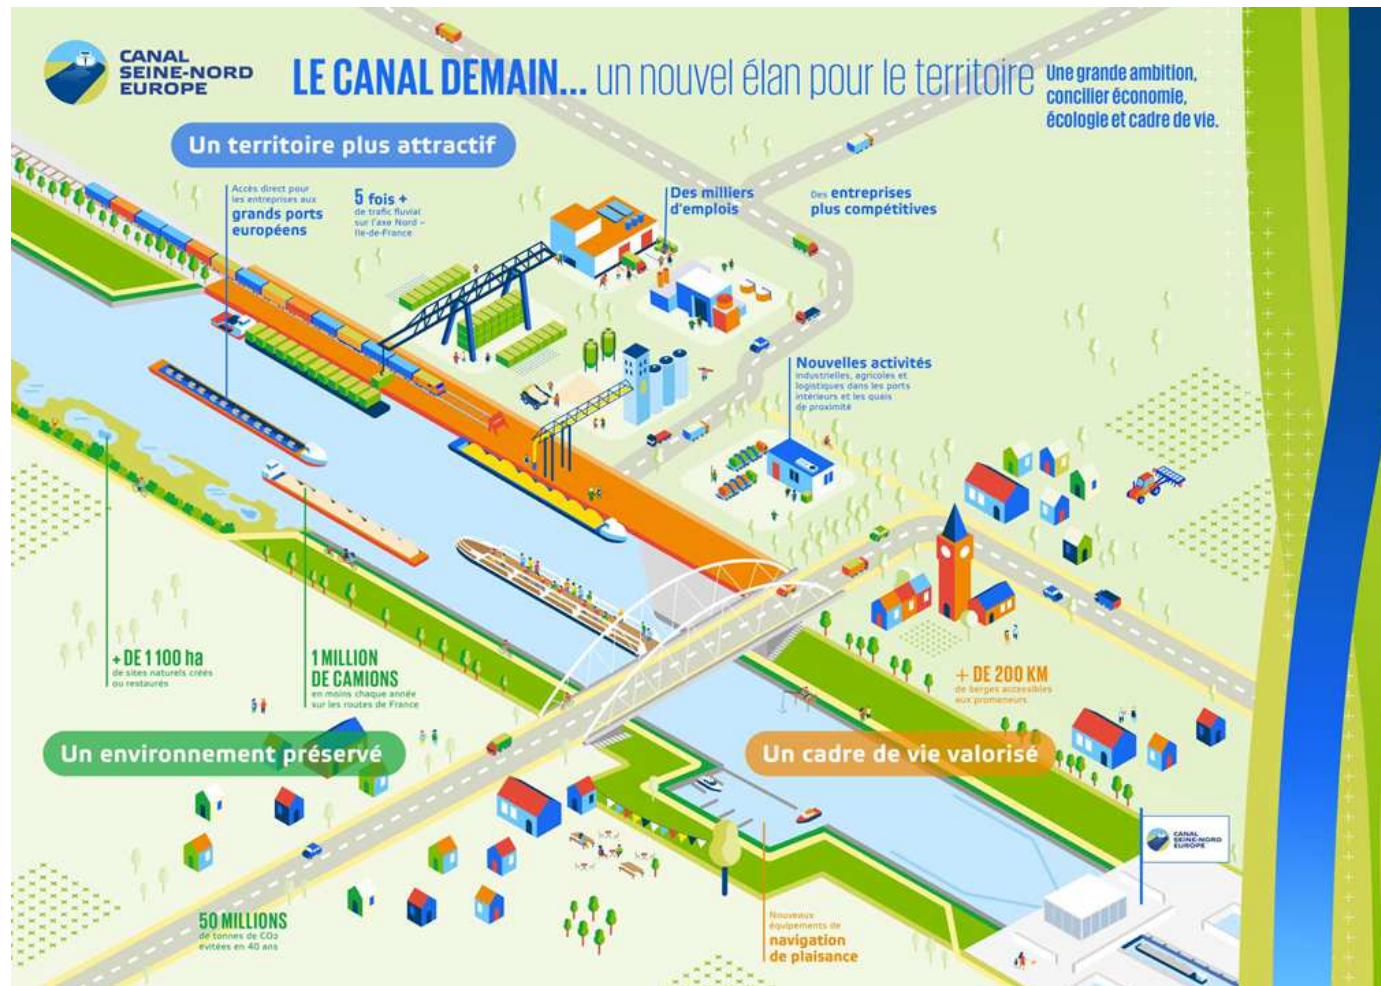 CANAL
SEINE-NORD
EUROPE
LE CANAL DEMAIN... un nouvel élan pour le territoire
Une grande ambition,
concilier économie,
écologie et cadre de vie.
Un territoire plus attractif
Accès direct pour
les entreprises aux
grands ports
européens
5 fois +
de trafic fluvial
sur l'axe Nord –
Ile-de-France
Des milliers
d'emplois
Des entreprises
plus compétitives
Nouvelles activités
industrielles, agricoles et
logistiques dans les ports
intérieurs et les quais
de proximité
+ DE 1 100 ha
de sites naturels créés
ou restaurés
1 MILLION
DE CAMIONS
en moins chaque année
sur les routes de France
+ DE 200 KM
de berges accessibles
aux promeneurs
Un environnement préservé
Un cadre de vie valorisé
CANAL
SEINE-NORD
EUROPE
50 MILLIONS
de tonnes de CO2
évitées en 40 ans
Nouveaux
équipements de
navigation
de plaisance